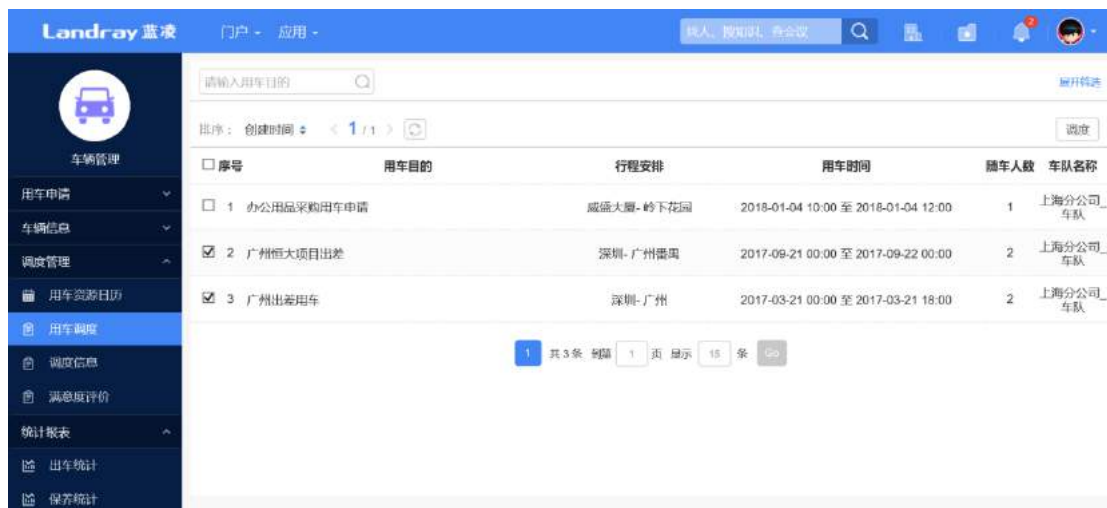 Landray 蓝凌
门户
应用
找人、搜知识、查会议
2
车辆管理
用车申请
车辆信息
调度管理
用车资源日历
用车调度
调度信息
满意度评价
统计报表
出车统计
保养统计
请输入用车目的
展开筛选
排序： 创建时间 < 1 / 1 >
调度
序号 用车目的 行程安排 用车时间 随车人数 车队名称
1 办公用品采购用车申请 威盛大厦-岭下花园 2018-01-04 10:00 至 2018-01-04 12:00 1 上海分公司_
车队
2 广州恒大项目出差 深圳-广州番禺 2017-09-21 00:00 至 2017-09-22 00:00 2 上海分公司_
车队
3 广州出差用车 深圳-广州 2017-03-21 00:00 至 2017-03-21 18:00 2 上海分公司_
车队
1 共 3 条 到第 1 页 显示 15 条 Go